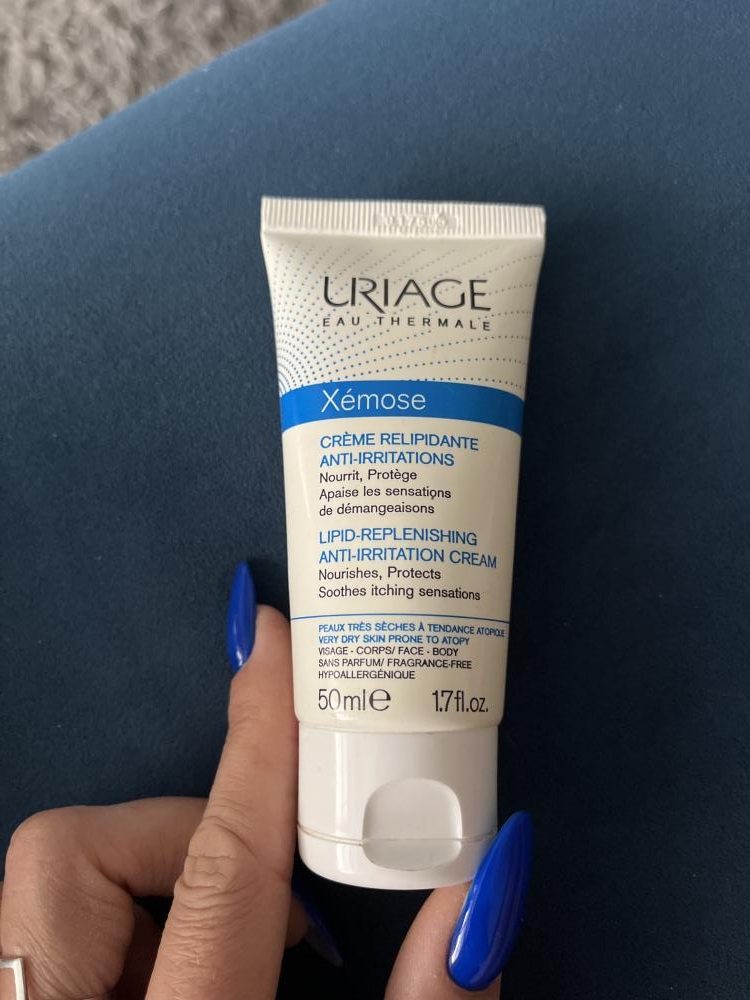 URIAGE
EAU THERMALE
Xémose
CRÈME RELIPIDANTE
ANTI-IRRITATIONS
Nourrit, Protège
Apaise les sensations
de démangeaisons
LIPID-REPLENISHING
ANTI-IRRITATION CREAM
Nourishes, Protects
Soothes itching sensations
PEAUX TRÈS SÈCHES À TENDANCE ATOPIQUE
VERY DRY SKIN PRONE TO ATOPY
VISAGE - CORPS/ FACE - BODY
SANS PARFUM/ FRAGRANCE-FREE
HYPOALLERGÉNIQUE
50ml℮ 1.7fl.oz.